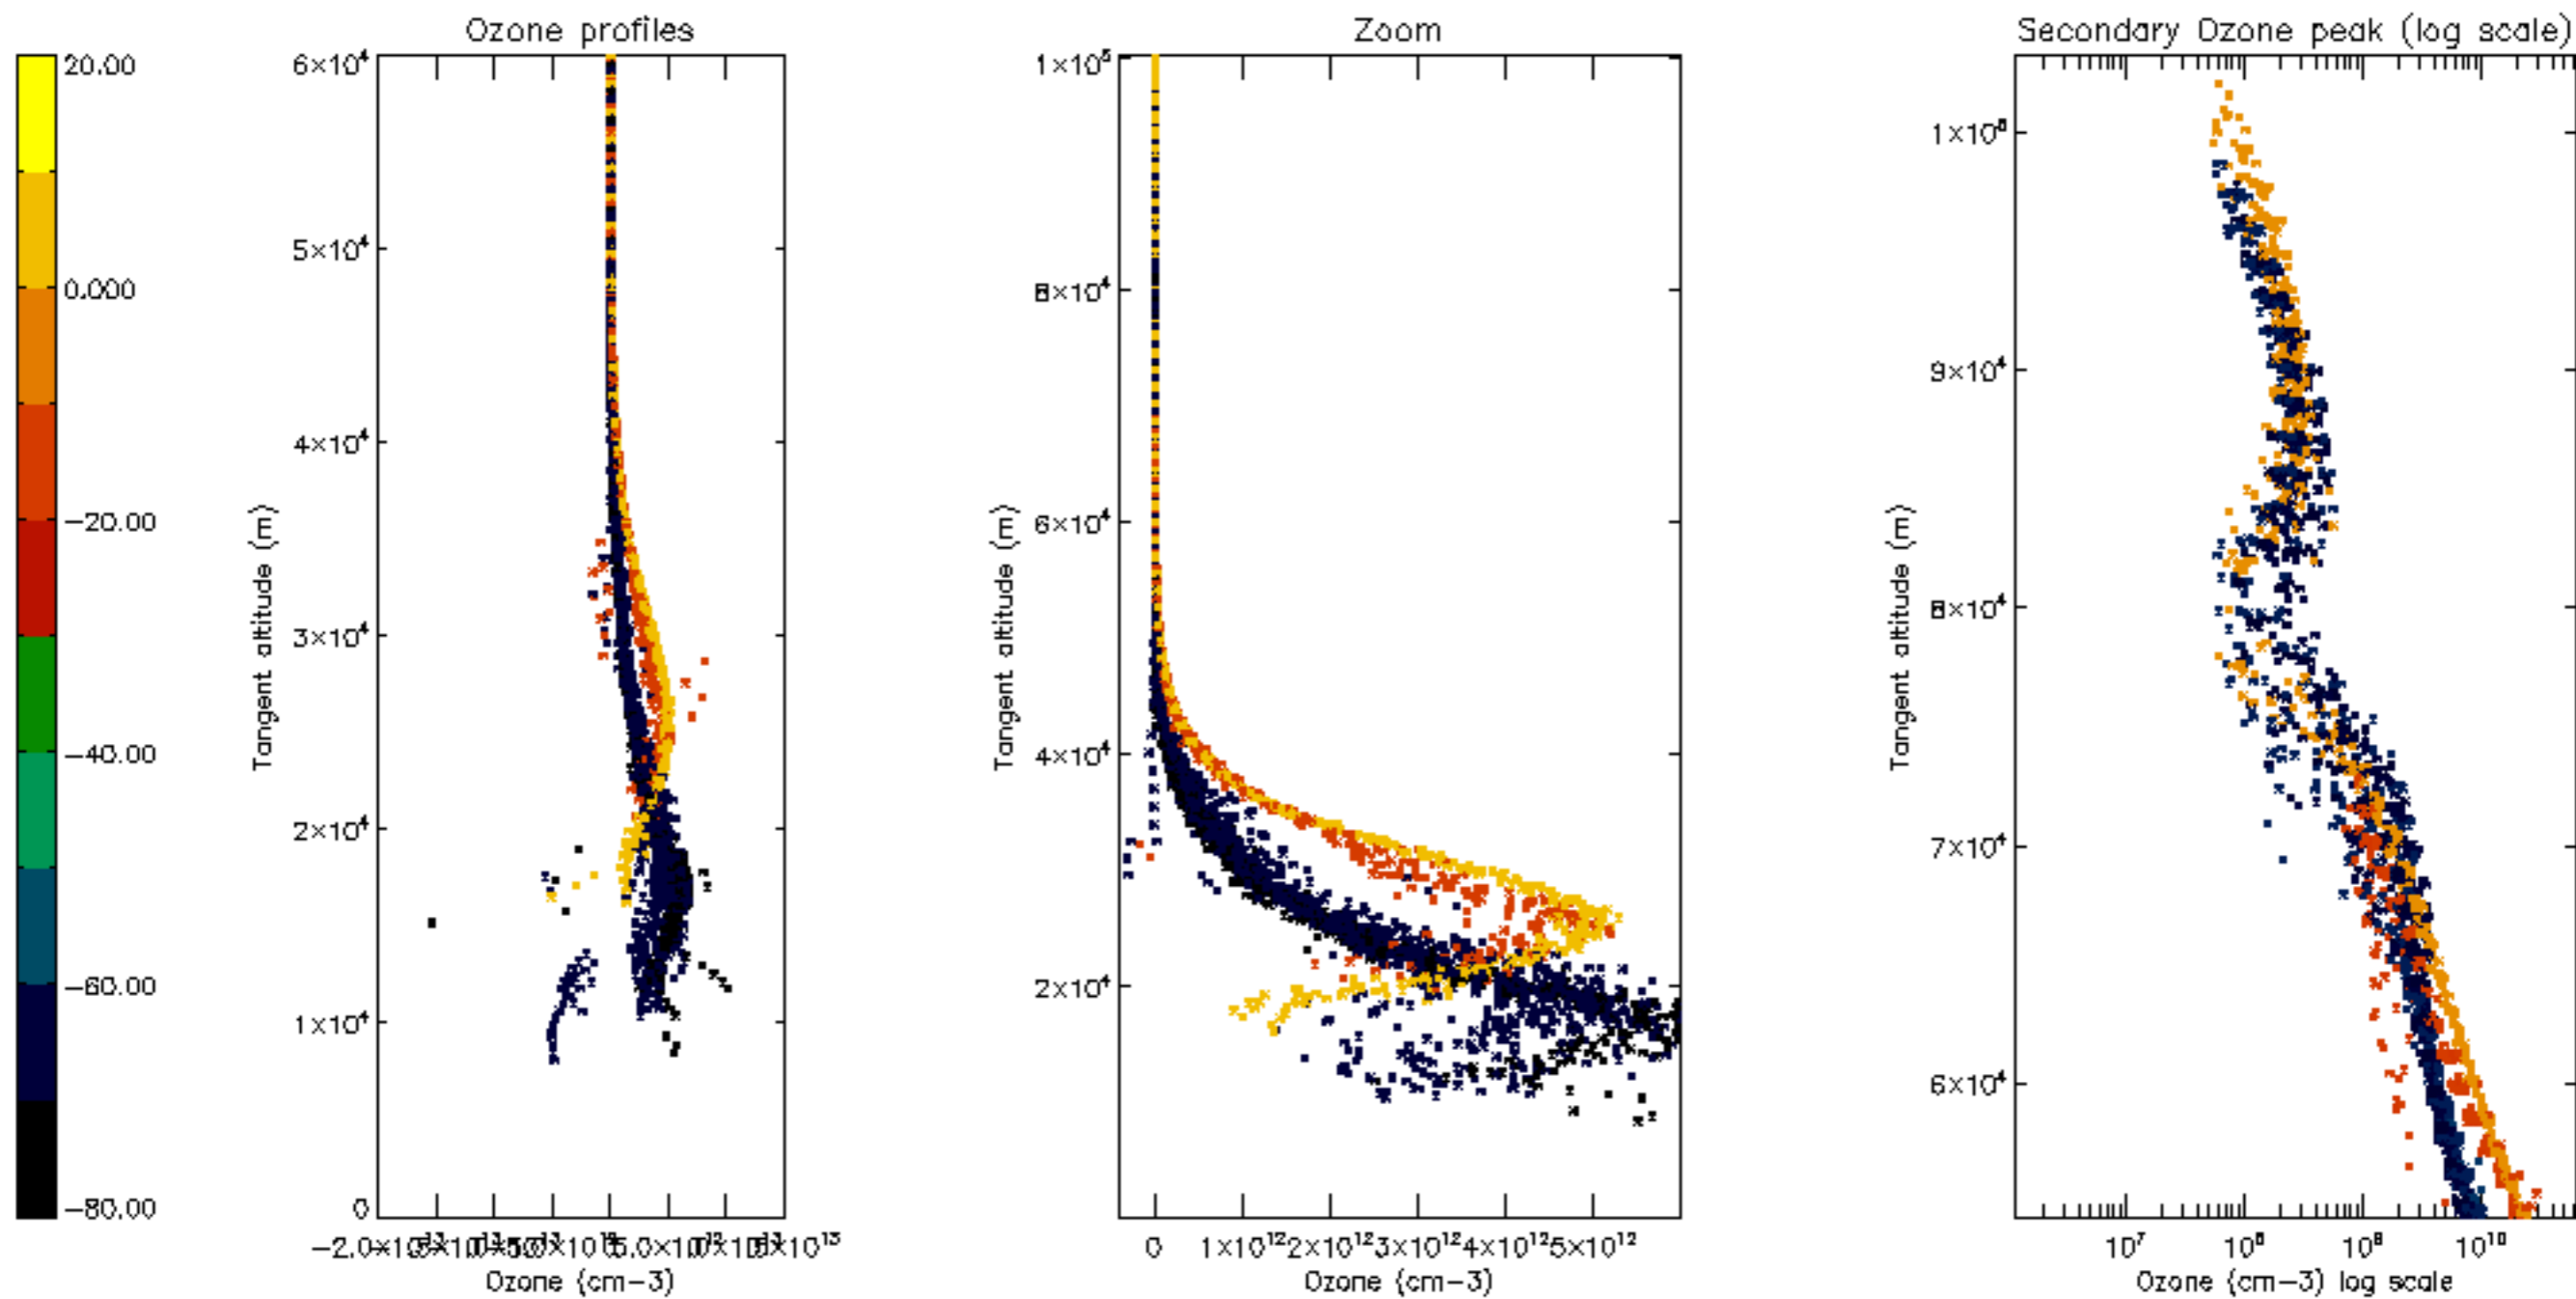 Ozone profiles
Zoom
Secondary Ozone peak (log scale)
20.00
0.000
−20.00
−40.00
−60.00
−80.00
6×10⁴
5×10⁴
4×10⁴
3×10⁴
2×10⁴
1×10⁴
0
Tangent altitude (m)
Ozone (cm−3)
1×10⁵
8×10⁴
6×10⁴
4×10⁴
2×10⁴
Tangent altitude (m)
0 1×10¹² 2×10¹² 3×10¹² 4×10¹² 5×10¹²
Ozone (cm−3)
9×10⁴
8×10⁴
7×10⁴
6×10⁴
Tangent altitude (m)
10⁷ 10⁸ 10⁹ 10¹⁰
Ozone (cm−3) log scale